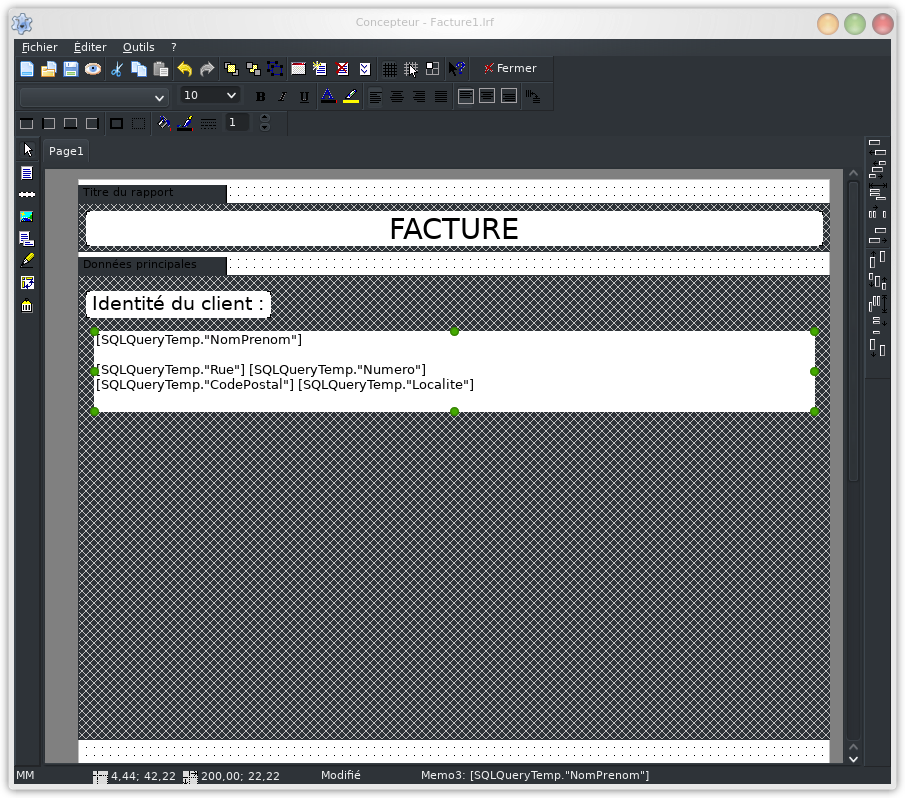 Concepteur - Facture1.lrf
Fichier Èditer Outils ?
Fermer
10 B I U A
1
Page1
Titre du rapport
FACTURE
Données principales
Identité du client :
[SQLQueryTemp."NomPrenom"]
[SQLQueryTemp."Rue"] [SQLQueryTemp."Numero"]
[SQLQueryTemp."CodePostal"] [SQLQueryTemp."Localite"]
MM 4,44; 42,22 200,00; 22,22 Modifié Memo3: [SQLQueryTemp."NomPrenom"]